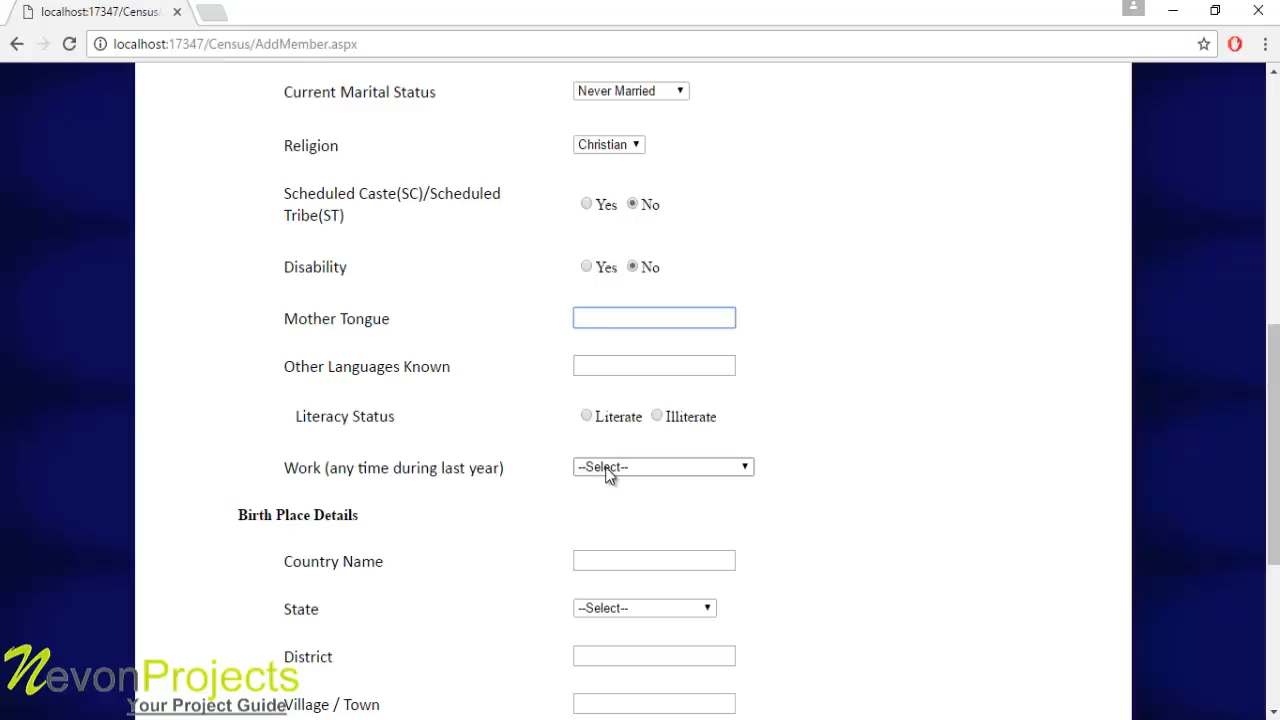 localhost:17347/Census/
localhost:17347/Census/AddMember.aspx
Current Marital Status
Never Married
Religion
Christian
Scheduled Caste(SC)/Scheduled
Tribe(ST)
Yes No
Disability
Yes No
Mother Tongue
Other Languages Known
Literacy Status
Literate Illiterate
Work (any time during last year)
--Select--
Birth Place Details
Country Name
State
--Select--
District
NevonProjects
Your Project Guide
Village / Town